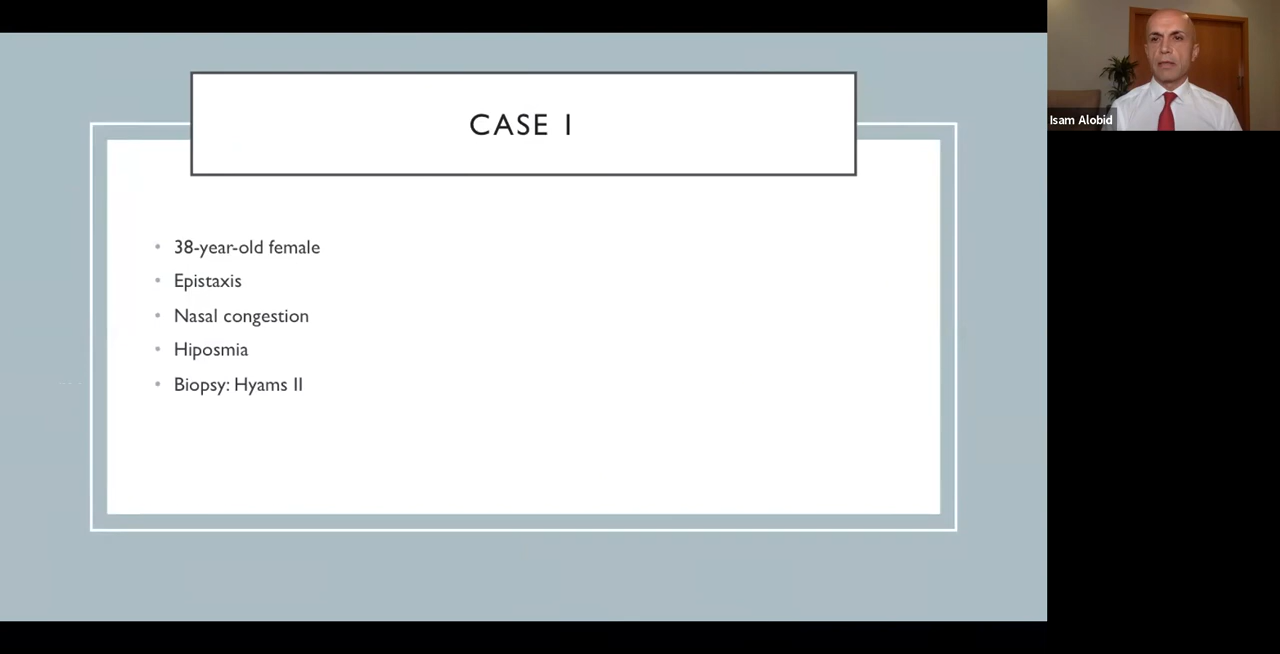 CASE 1
38-year-old female
Epistaxis
Nasal congestion
Hiposmia
Biopsy: Hyams II
Isam Alobid